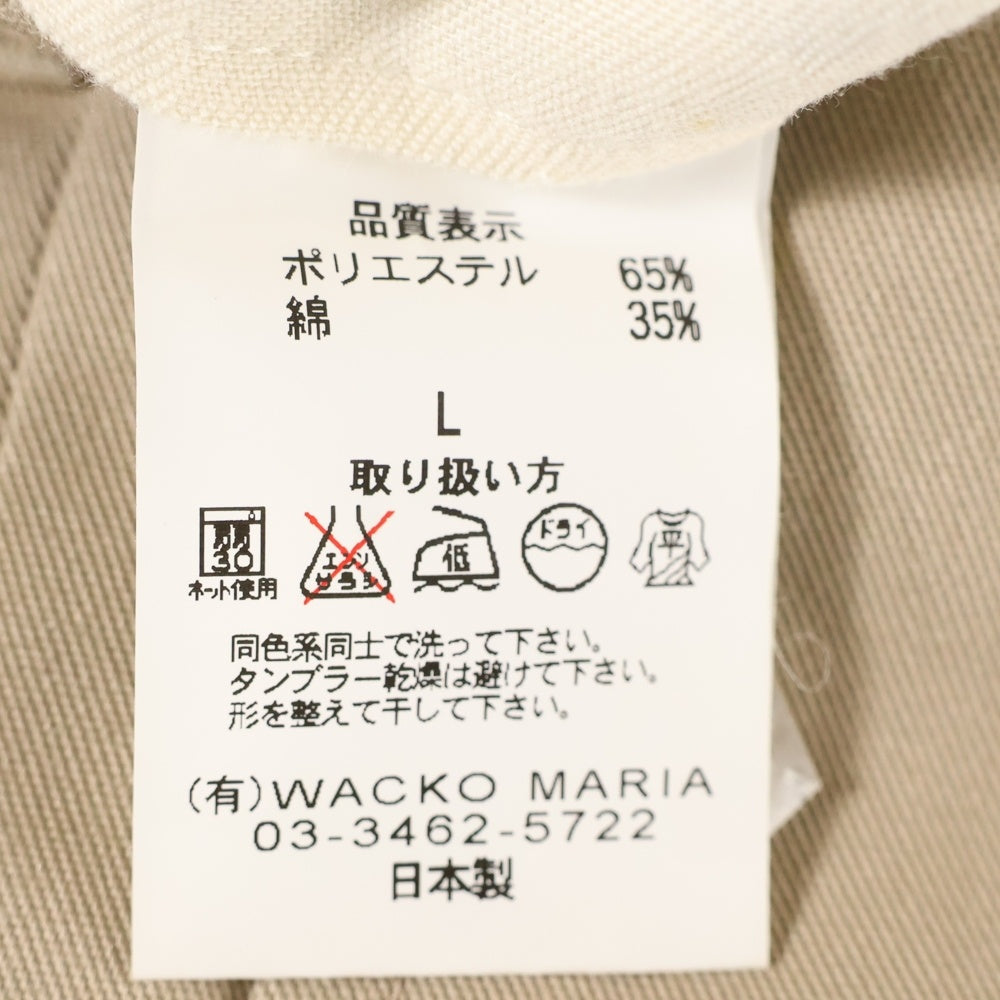 品質表示
ポリエステル 65%
綿 35%
L
取り扱い方
弱 30 ネット使用
エンソ サラシ
低
ドライ
平
同色系同士で洗って下さい。
タンブラー乾燥は避けて下さい。
形を整えて干して下さい。
(有)WACKO MARIA
03-3462-5722
日本製